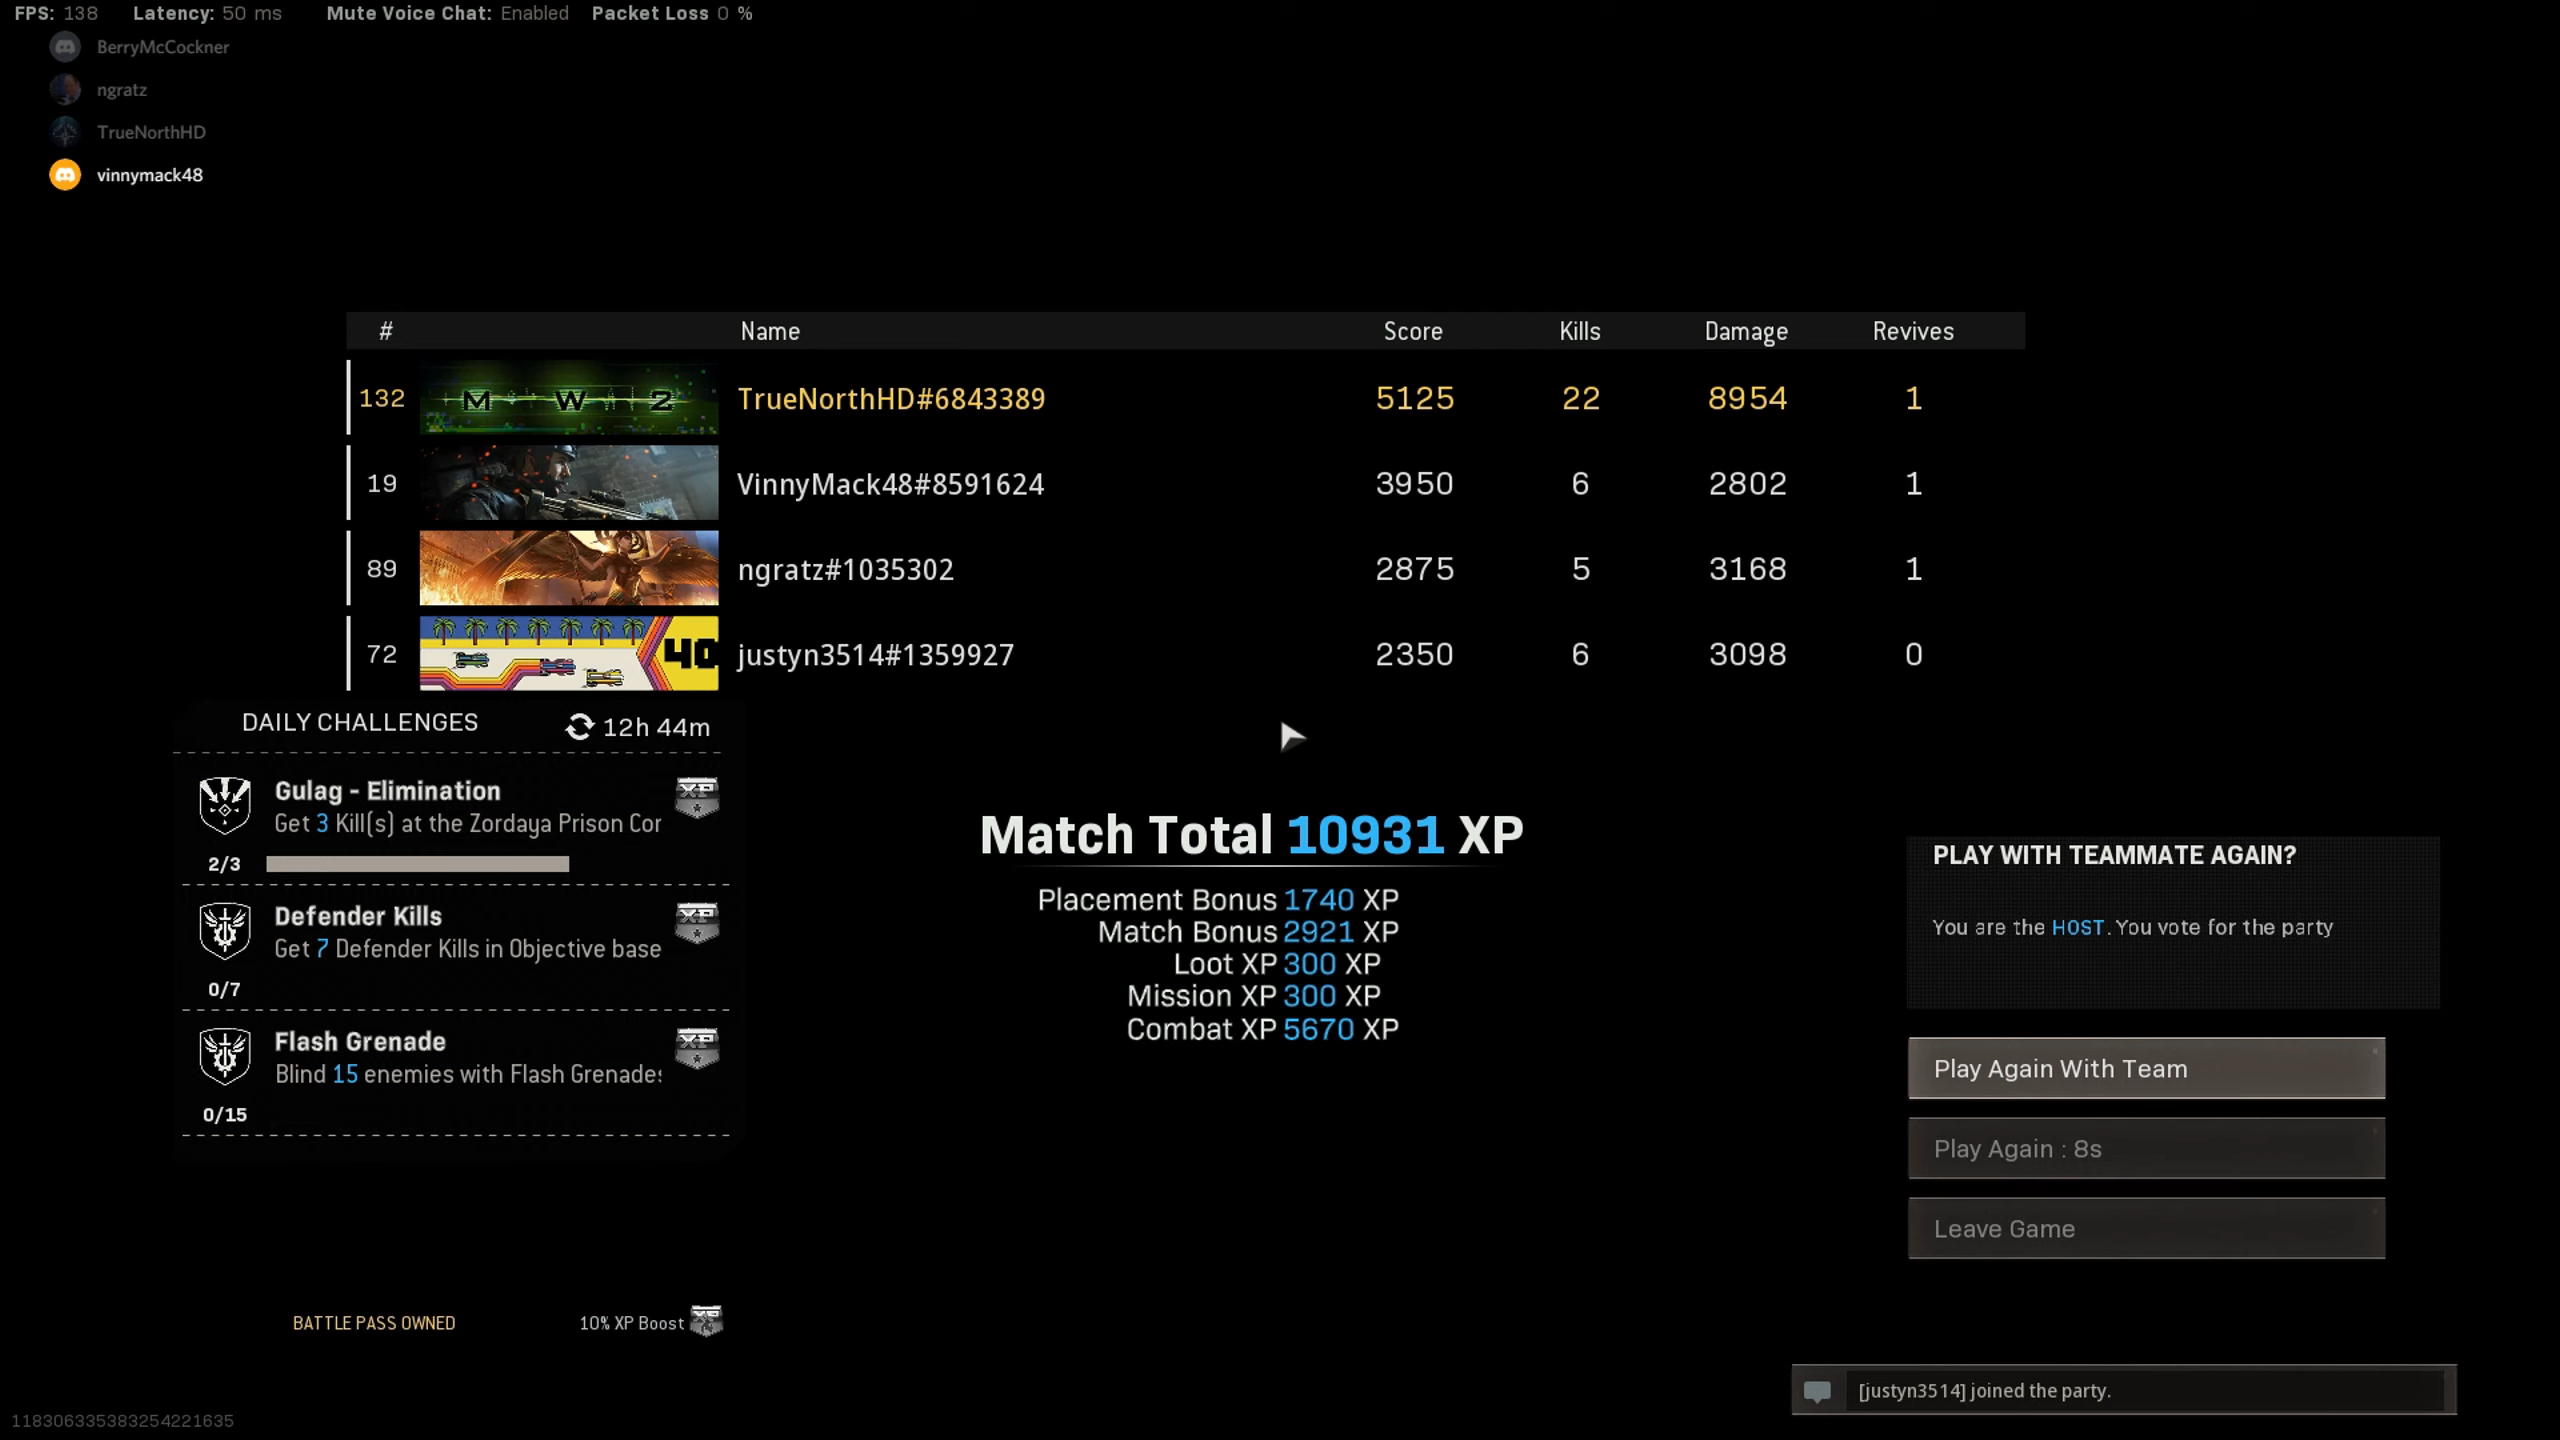 FPS: 138 Latency: 50 ms Mute Voice Chat: Enabled Packet Loss 0 %
BerryMcCockner
ngratz
TrueNorthHD
vinnymack48
# Name Score Kills Damage Revives
132 M W 2 TrueNorthHD#6843389 5125 22 8954 1
19 VinnyMack48#8591624 3950 6 2802 1
89 ngratz#1035302 2875 5 3168 1
72 40 justyn3514#1359927 2350 6 3098 0
DAILY CHALLENGES 12h 44m
Gulag - Elimination XP
Get 3 Kill(s) at the Zordaya Prison Cor
2/3
Defender Kills XP
Get 7 Defender Kills in Objective base
0/7
Flash Grenade XP
Blind 15 enemies with Flash Grenades
0/15
Match Total 10931 XP
Placement Bonus 1740 XP
Match Bonus 2921 XP
Loot XP 300 XP
Mission XP 300 XP
Combat XP 5670 XP
PLAY WITH TEAMMATE AGAIN?
You are the HOST. You vote for the party
Play Again With Team
Play Again : 8s
Leave Game
BATTLE PASS OWNED 10% XP Boost XP
[justyn3514] joined the party.
118306335383254221635